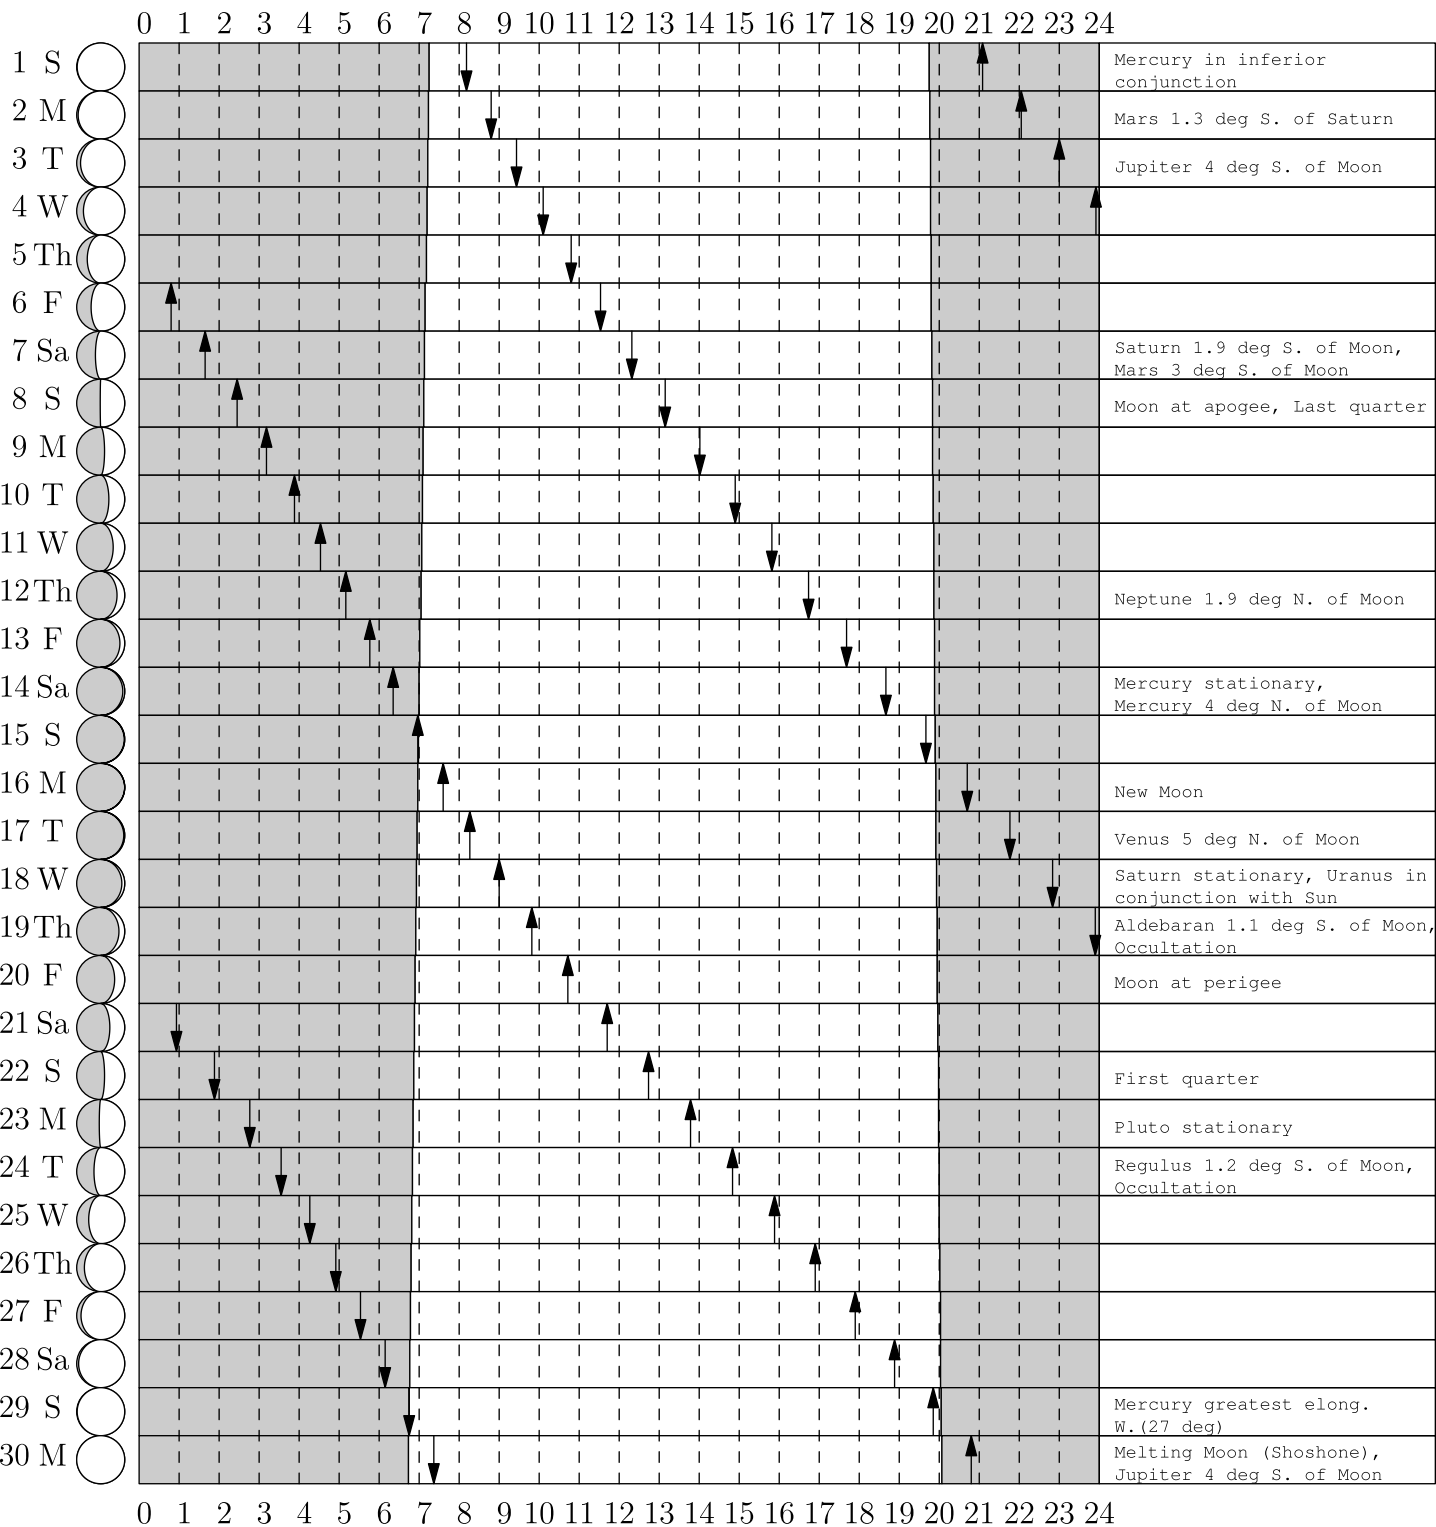 0 1 2 3 4 5 6 7 8 9 10 11 12 13 14 15 16 17 18 19 20 21 22 23 24
1 S Mercury in inferior
conjunction
2 M Mars 1.3 deg S. of Saturn
3 T Jupiter 4 deg S. of Moon
4 W
5 Th
6 F
7 Sa Saturn 1.9 deg S. of Moon,
Mars 3 deg S. of Moon
8 S Moon at apogee, Last quarter
9 M
10 T
11 W
12 Th Neptune 1.9 deg N. of Moon
13 F
14 Sa Mercury stationary,
Mercury 4 deg N. of Moon
15 S
16 M New Moon
17 T Venus 5 deg N. of Moon
18 W Saturn stationary, Uranus in
conjunction with Sun
19 Th Aldebaran 1.1 deg S. of Moon,
Occultation
20 F Moon at perigee
21 Sa
22 S First quarter
23 M Pluto stationary
24 T Regulus 1.2 deg S. of Moon,
Occultation
25 W
26 Th
27 F
28 Sa
29 S Mercury greatest elong.
W.(27 deg)
30 M Melting Moon (Shoshone),
Jupiter 4 deg S. of Moon
0 1 2 3 4 5 6 7 8 9 10 11 12 13 14 15 16 17 18 19 20 21 22 23 24